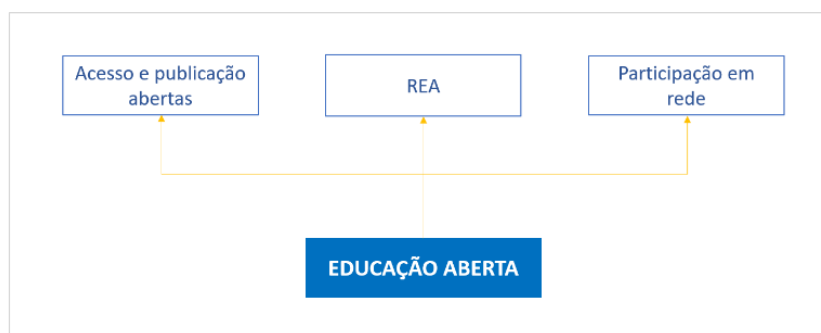 Acesso e publicação
abertas
REA
Participação em
rede
EDUCAÇÃO ABERTA